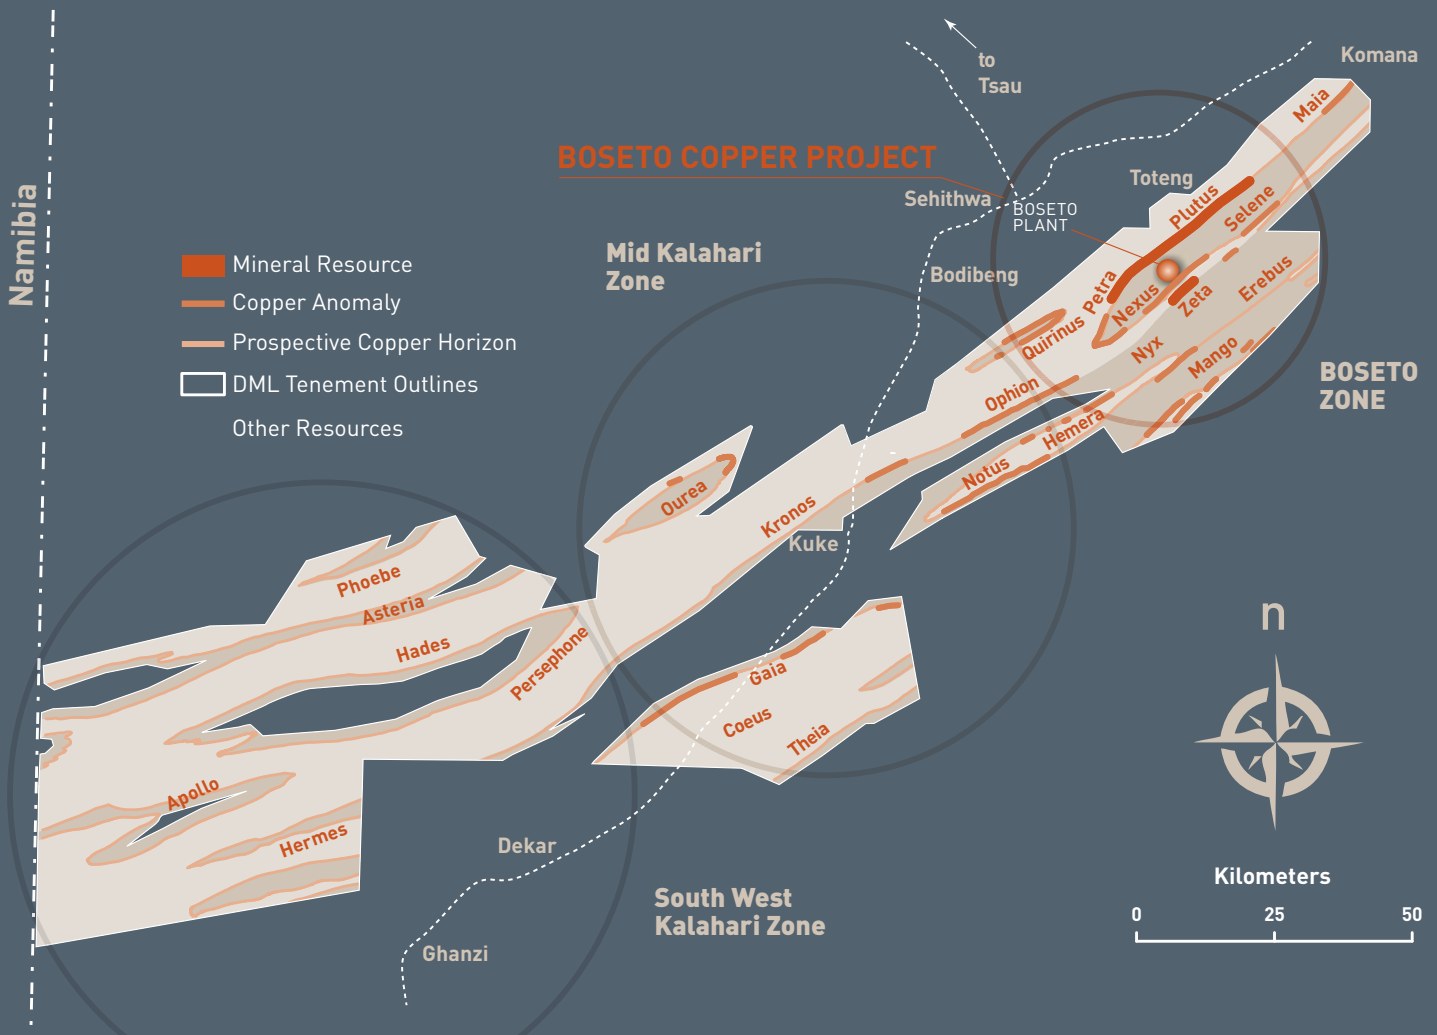 Komana
to
Tsau
Maia
BOSETO COPPER PROJECT
Toteng
Sehithwa
BOSETO
PLANT
Plutus
Selene
Namibia
Mid Kalahari
Zone
Bodibeng
Mineral Resource
Copper Anomaly
Prospective Copper Horizon
DML Tenement Outlines
Other Resources
Petra
Nexus
Zeta
Erebus
Quirinus
Nyx
Mango
BOSETO
ZONE
Ophion
Hemera
Notus
Ourea
Kronos
Kuke
Phoebe
Asteria
Hades
Persephone
Gaia
Coeus
Theia
Apollo
Hermes
n
Dekar
Ghanzi
South West
Kalahari Zone
Kilometers
0 25 50